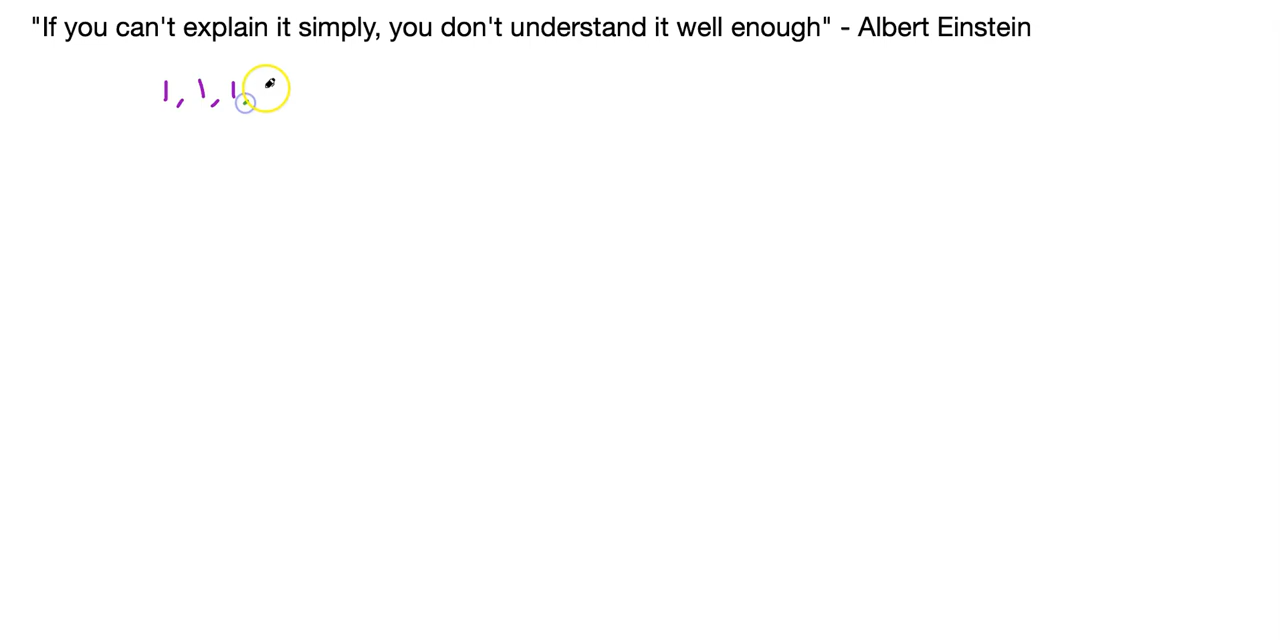 "If you can't explain it simply, you don't understand it well enough" - Albert Einstein
1, 1, 1